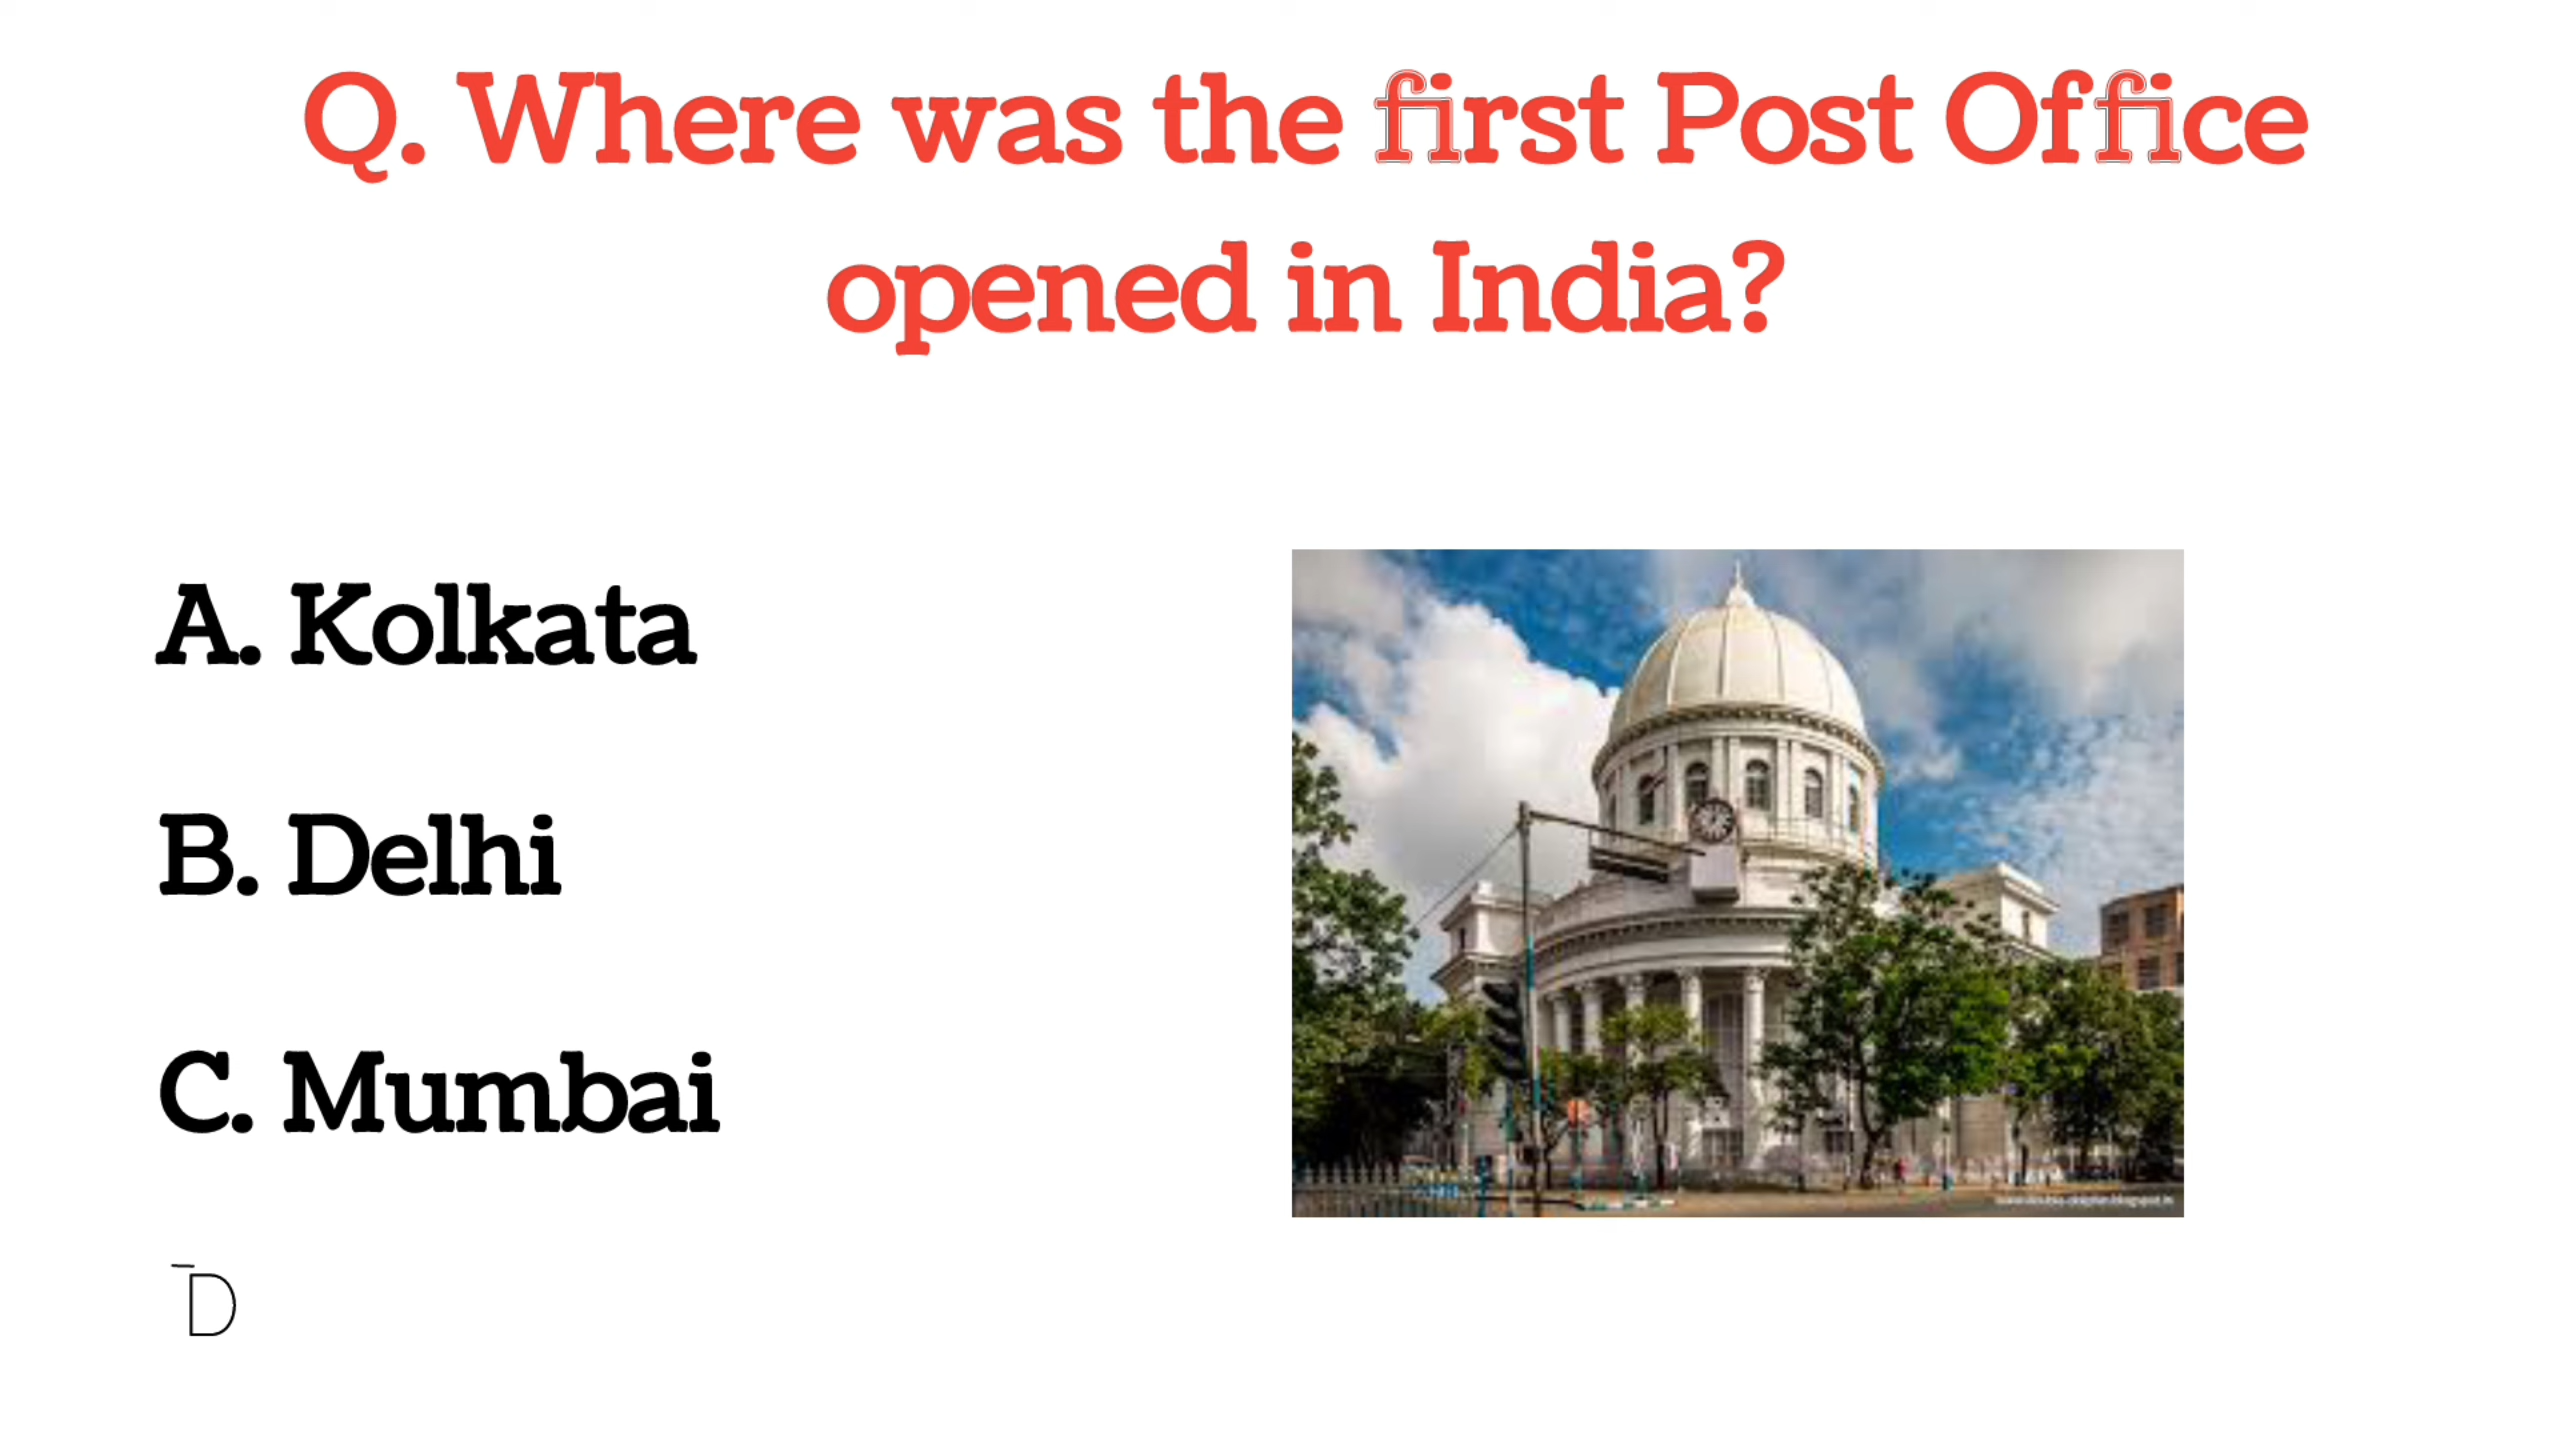 Q. Where was the first Post Office
opened in India?
A. Kolkata
B. Delhi
C. Mumbai
D